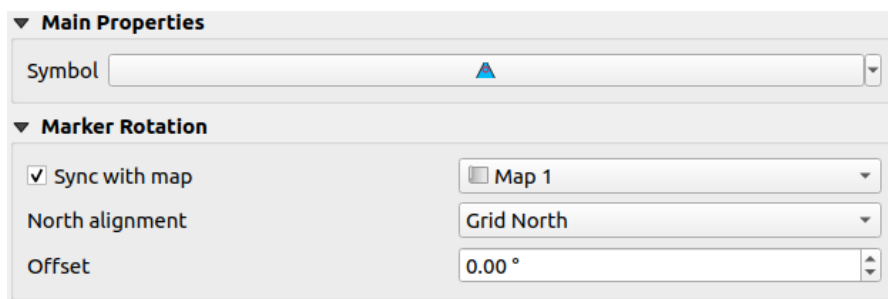 Main Properties
Symbol
Marker Rotation
Sync with map Map 1
North alignment Grid North
Offset 0.00 °